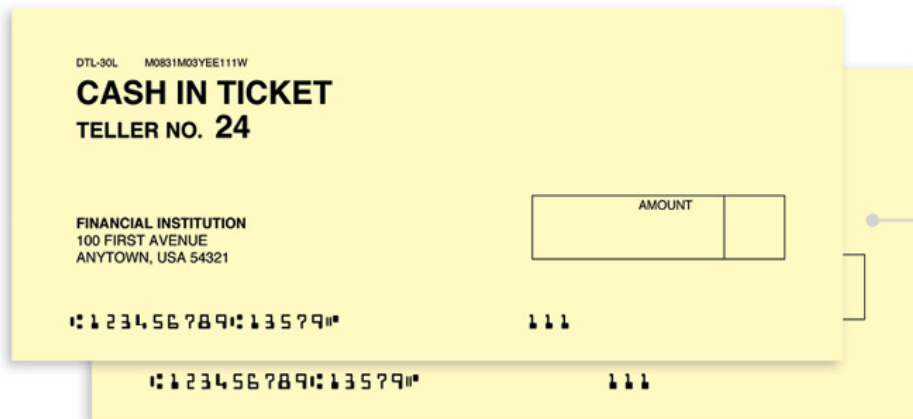 DTL-30L M0831M03YEE111W
CASH IN TICKET
TELLER NO. 24
AMOUNT
FINANCIAL INSTITUTION
100 FIRST AVENUE
ANYTOWN, USA 54321
⑆123456789⑆13579⑈ 111
⑆123456789⑆13579⑈ 111